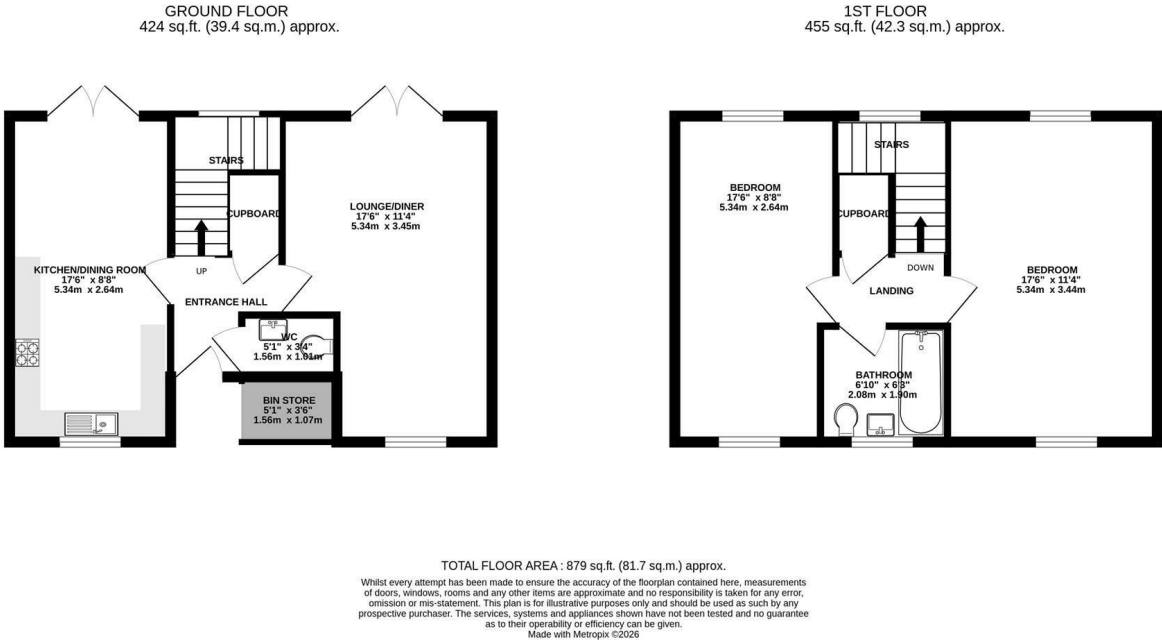 GROUND FLOOR
424 sq.ft. (39.4 sq.m.) approx.
1ST FLOOR
455 sq.ft. (42.3 sq.m.) approx.
STAIRS
CUPBOARD
LOUNGE/DINER
17'6" x 11'4"
5.34m x 3.45m
KITCHEN/DINING ROOM
17'6" x 8'8"
5.34m x 2.64m
UP
ENTRANCE HALL
WC
5'1" x 3'4"
1.56m x 1.01m
BIN STORE
5'1" x 3'6"
1.56m x 1.07m
STAIRS
BEDROOM
17'6" x 8'8"
5.34m x 2.64m
CUPBOARD
DOWN
BEDROOM
17'6" x 11'4"
5.34m x 3.44m
LANDING
BATHROOM
6'10" x 6'3"
2.08m x 1.90m
TOTAL FLOOR AREA : 879 sq.ft. (81.7 sq.m.) approx.
Whilst every attempt has been made to ensure the accuracy of the floorplan contained here, measurements
of doors, windows, rooms and any other items are approximate and no responsibility is taken for any error,
omission or mis-statement. This plan is for illustrative purposes only and should be used as such by any
prospective purchaser. The services, systems and appliances shown have not been tested and no guarantee
as to their operability or efficiency can be given.
Made with Metropix ©2026